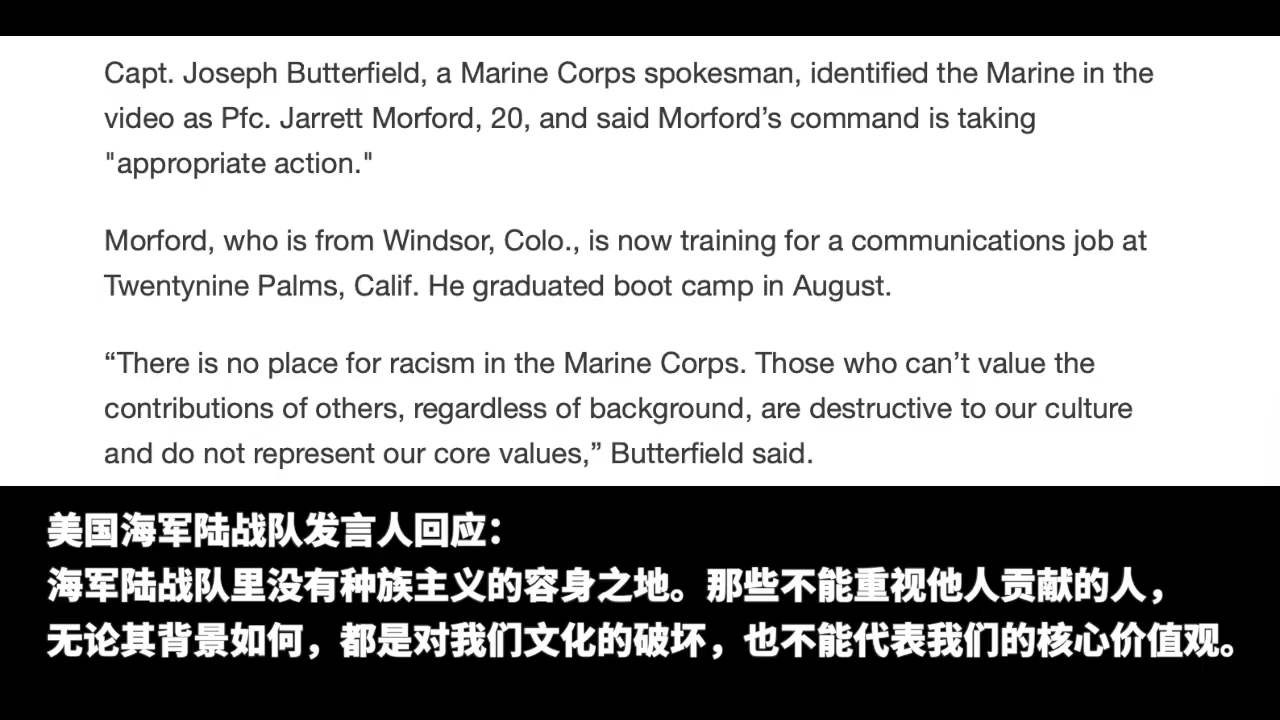 Capt. Joseph Butterfield, a Marine Corps spokesman, identified the Marine in the
video as Pfc. Jarrett Morford, 20, and said Morford’s command is taking
"appropriate action."
Morford, who is from Windsor, Colo., is now training for a communications job at
Twentynine Palms, Calif. He graduated boot camp in August.
“There is no place for racism in the Marine Corps. Those who can’t value the
contributions of others, regardless of background, are destructive to our culture
and do not represent our core values,” Butterfield said.
美国海军陆战队发言人回应：
海军陆战队里没有种族主义的容身之地。那些不能重视他人贡献的人，
无论其背景如何，都是对我们文化的破坏，也不能代表我们的核心价值观。